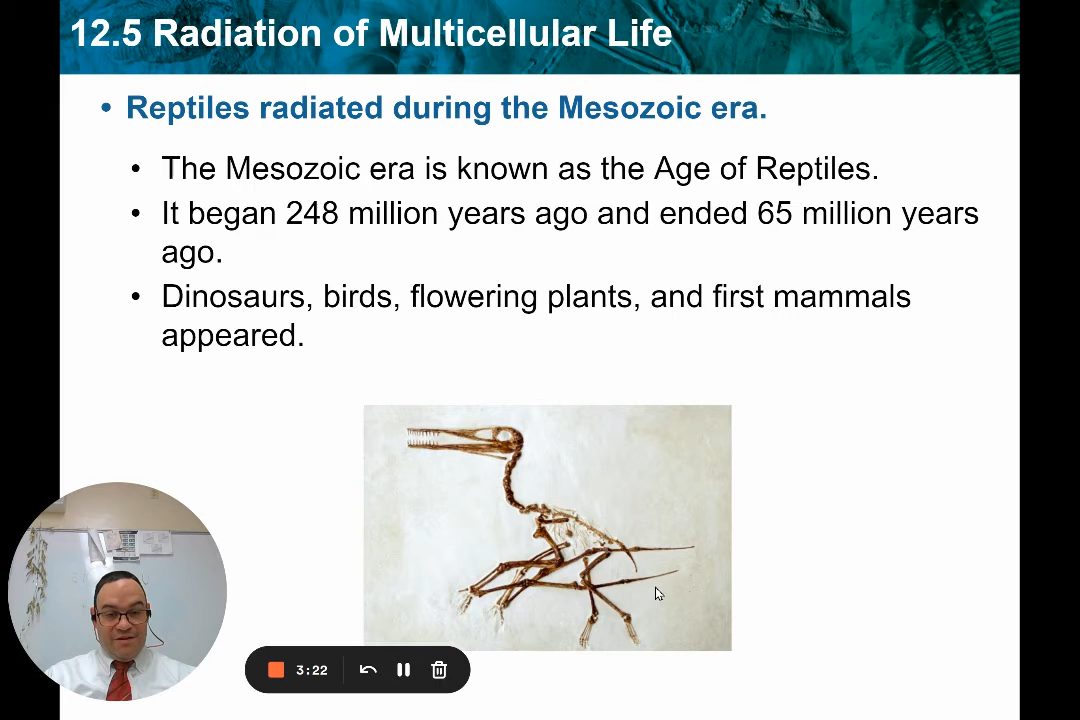 12.5 Radiation of Multicellular Life
• Reptiles radiated during the Mesozoic era.
• The Mesozoic era is known as the Age of Reptiles.
• It began 248 million years ago and ended 65 million years
ago.
• Dinosaurs, birds, flowering plants, and first mammals
appeared.
3:22